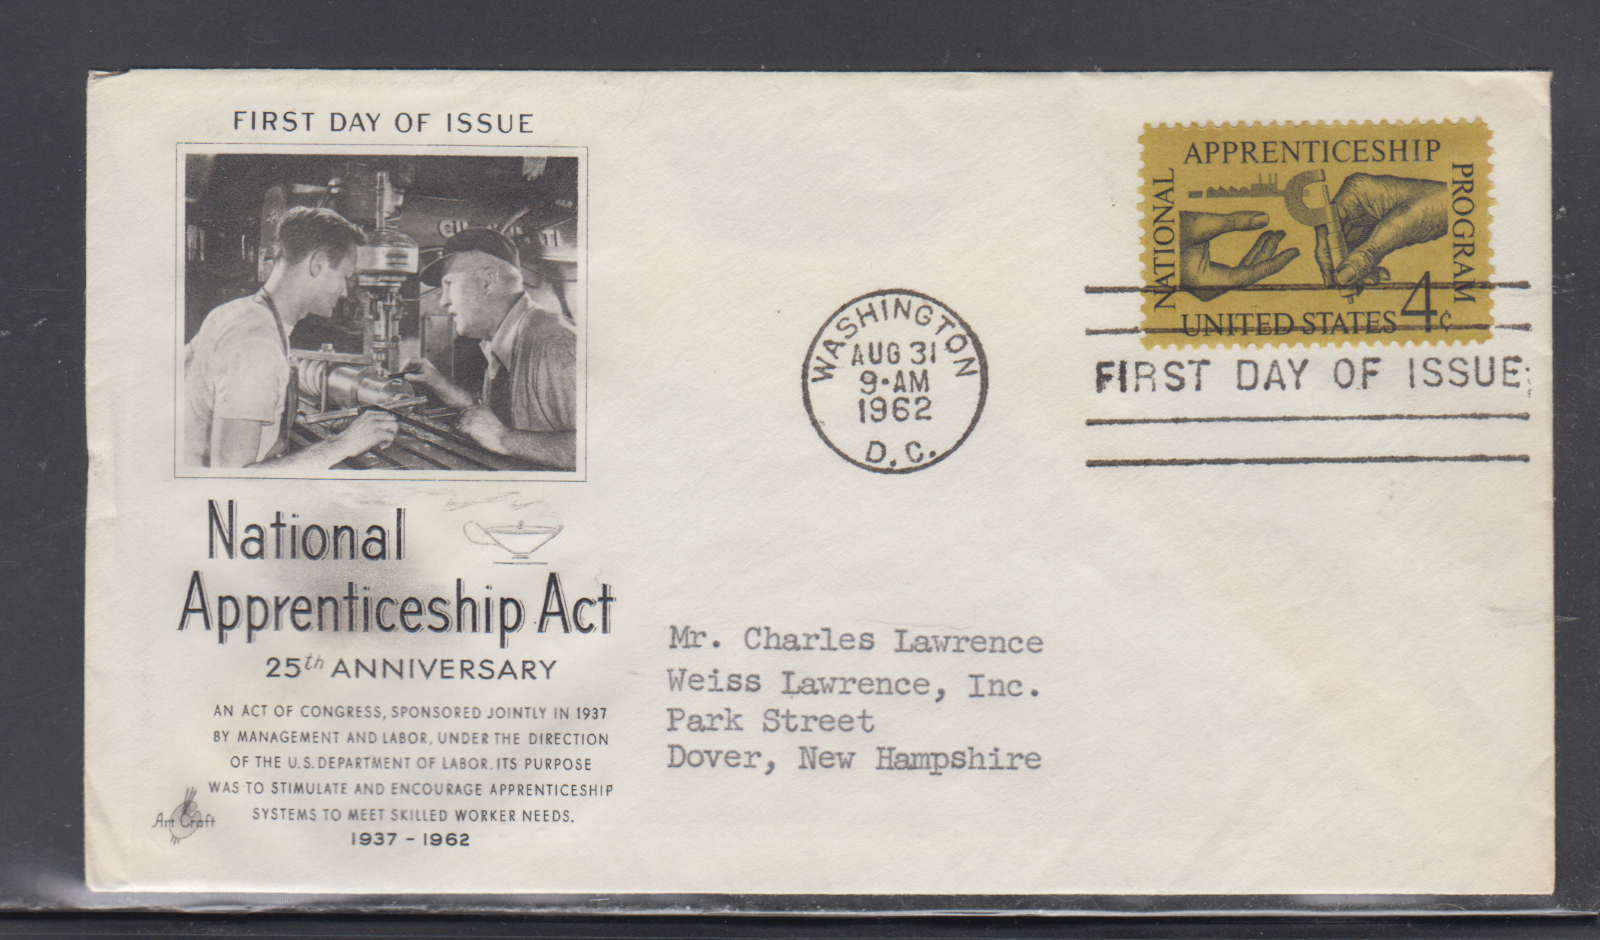 FIRST DAY OF ISSUE
National
Apprenticeship Act
25th ANNIVERSARY
AN ACT OF CONGRESS, SPONSORED JOINTLY IN 1937
BY MANAGEMENT AND LABOR, UNDER THE DIRECTION
OF THE U.S. DEPARTMENT OF LABOR. ITS PURPOSE
WAS TO STIMULATE AND ENCOURAGE APPRENTICESHIP
SYSTEMS TO MEET SKILLED WORKER NEEDS.
1937 - 1962
Art Craft
WASHINGTON
AUG 31
9-AM
1962
D.C.
NATIONAL
APPRENTICESHIP
PROGRAM
UNITED STATES 4c
FIRST DAY OF ISSUE
Mr. Charles Lawrence
Weiss Lawrence, Inc.
Park Street
Dover, New Hampshire